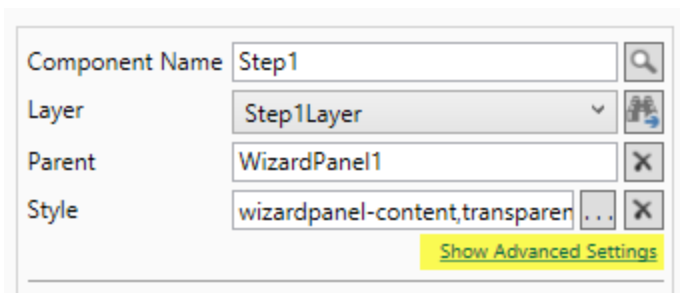 Component Name Step1
Layer Step1Layer
Parent WizardPanel1
Style wizardpanel-content,transparen ...
Show Advanced Settings